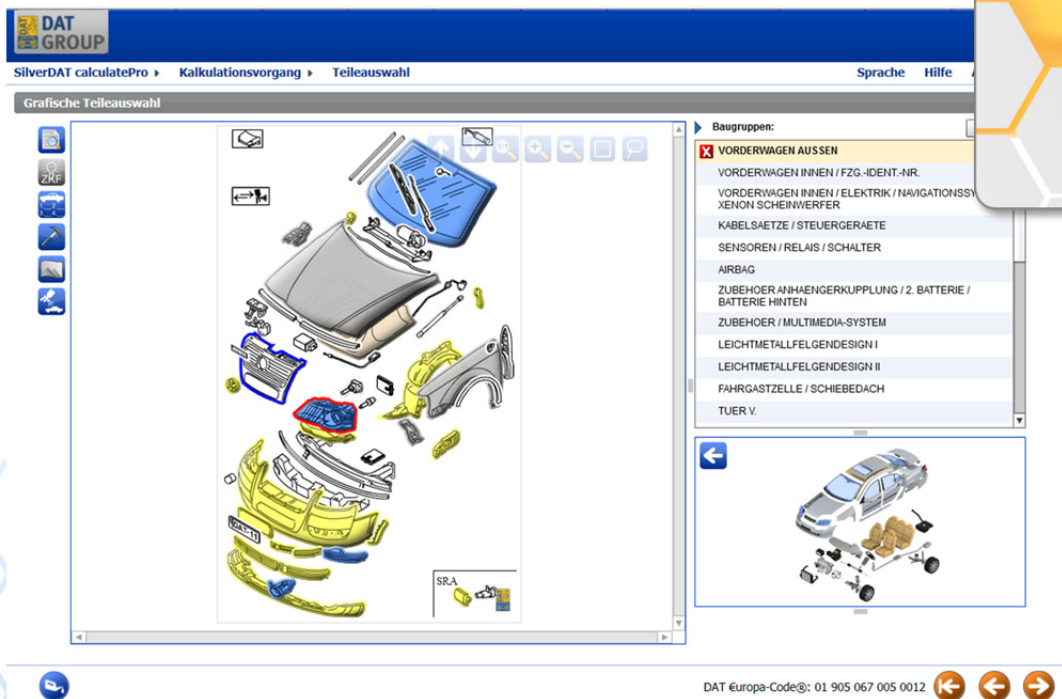 DAT
GROUP
SilverDAT calculatePro
Kalkulationsvorgang
Teileauswahl
Sprache
Hilfe
Grafische Teileauswahl
Baugruppen:
ZKF
VORDERWAGEN AUSSEN
VORDERWAGEN INNEN / FZG.-IDENT.-NR.
VORDERWAGEN INNEN / ELEKTRIK / NAVIGATIONSSY
XENON SCHEINWERFER
KABELSAETZE / STEUERGERAETE
SENSOREN / RELAIS / SCHALTER
AIRBAG
ZUBEHOER ANHAENGERKUPPLUNG / 2. BATTERIE /
BATTERIE HINTEN
ZUBEHOER / MULTIMEDIA-SYSTEM
LEICHTMETALLFELGENDESIGN I
LEICHTMETALLFELGENDESIGN II
FAHRGASTZELLE / SCHIEBEDACH
TUER V.
DAT-11
SRA
DAT €uropa-Code®: 01 905 067 005 0012